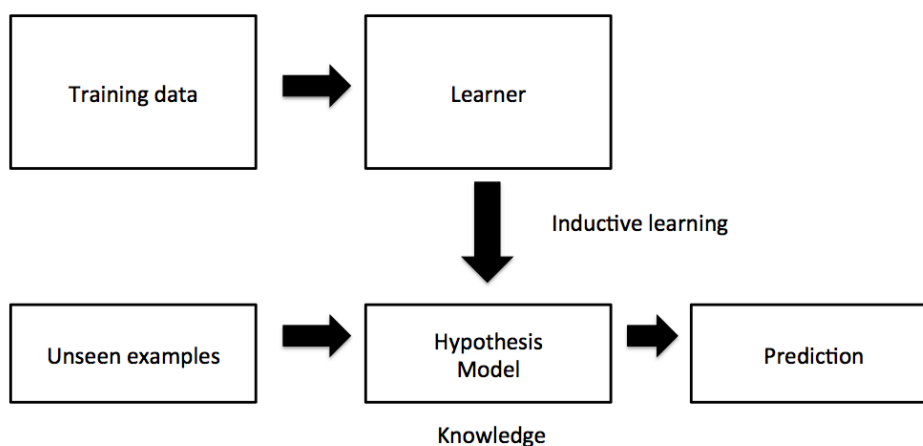 Training data
Learner
Inductive learning
Unseen examples
Hypothesis
Model
Prediction
Knowledge